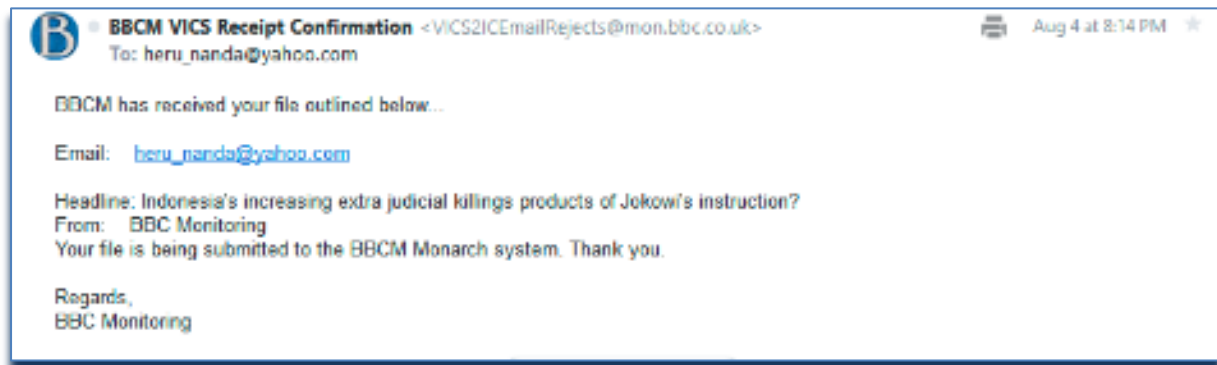 B
BBCM VICS Receipt Confirmation <VICS2ICEmailRejects@mon.bbc.co.uk> Aug 4 at 8:14 PM
To: heru_nanda@yahoo.com
BBCM has received your file outlined below...
Email: heru_nanda@yahoo.com
Headline: Indonesia's increasing extra judicial killings products of Jokowi's instruction?
From: BBC Monitoring
Your file is being submitted to the BBCM Monarch system. Thank you.
Regards,
BBC Monitoring